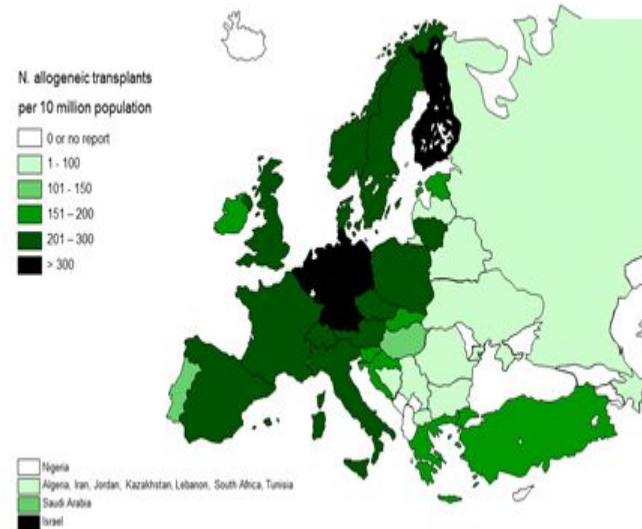 N. allogeneic transplants
per 10 million population
0 or no report
1 - 100
101 - 150
151 – 200
201 – 300
> 300
Nigeria
Algeria, Iran, Jordan, Kazakhstan, Lebanon, South Africa, Tunisia
Saudi Arabia
Israel